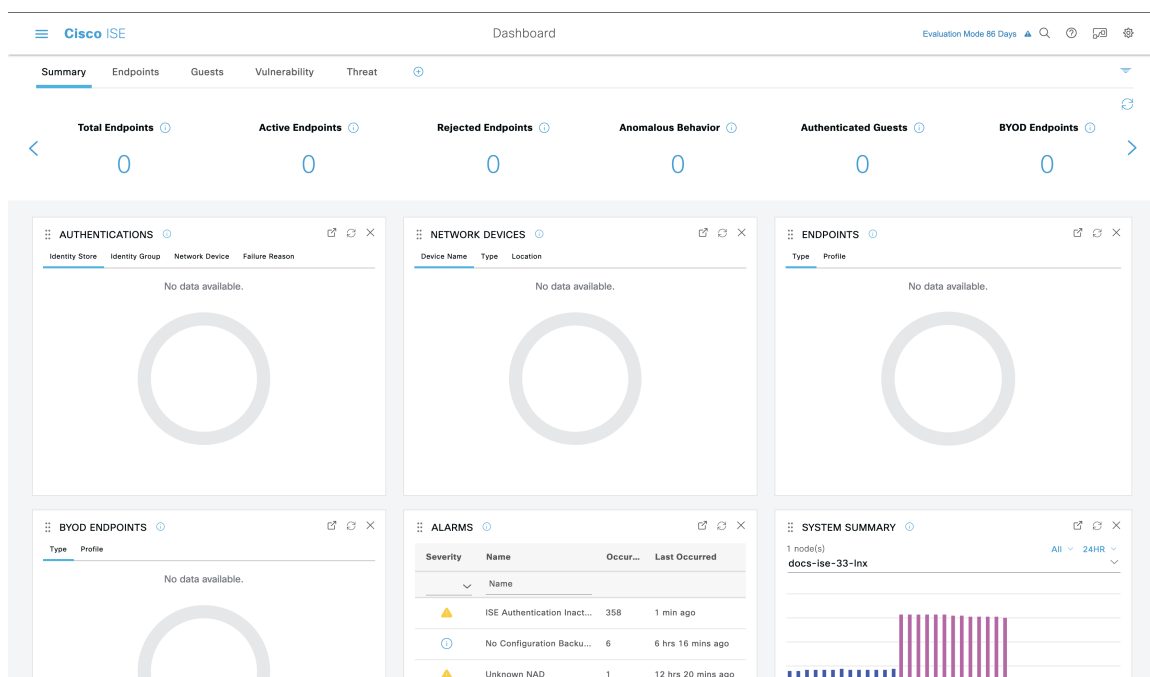 Cisco ISE
Dashboard
Evaluation Mode 86 Days
Summary Endpoints Guests Vulnerability Threat
Total Endpoints Active Endpoints Rejected Endpoints Anomalous Behavior Authenticated Guests BYOD Endpoints
0 0 0 0 0 0
AUTHENTICATIONS
Identity Store Identity Group Network Device Failure Reason
No data available.
NETWORK DEVICES
Device Name Type Location
No data available.
ENDPOINTS
Type Profile
No data available.
BYOD ENDPOINTS
Type Profile
No data available.
ALARMS
Severity Name Occur... Last Occurred
Name
ISE Authentication Inact... 358 1 min ago
No Configuration Backu... 6 6 hrs 16 mins ago
Unknown NAD 1 12 hrs 20 mins ago
SYSTEM SUMMARY
1 node(s) All 24HR
docs-ise-33-lnx